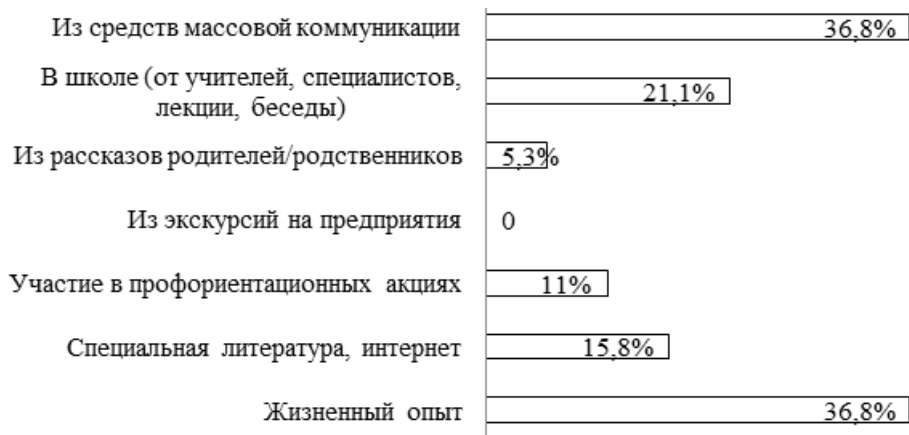 Из средств массовой коммуникации 36,8%
В школе (от учителей, специалистов,
лекции, беседы) 21,1%
Из рассказов родителей/родственников 5,3%
Из экскурсий на предприятия 0
Участие в профориентационных акциях 11%
Специальная литература, интернет 15,8%
Жизненный опыт 36,8%